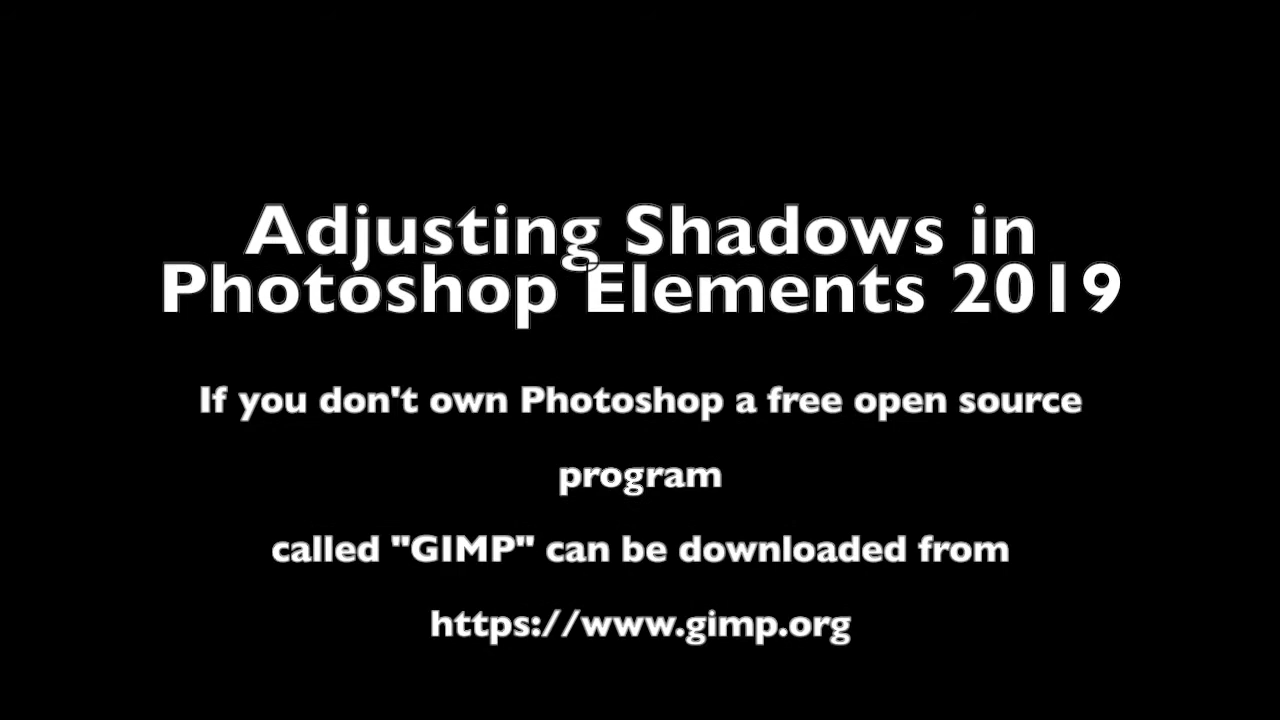 Adjusting Shadows in
Photoshop Elements 2019
If you don't own Photoshop a free open source
program
called "GIMP" can be downloaded from
https://www.gimp.org